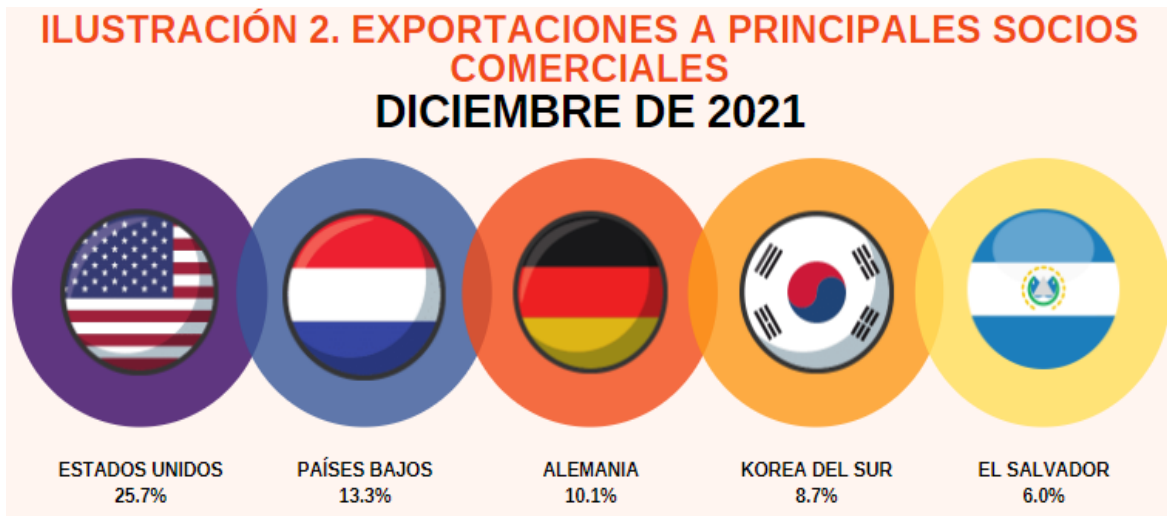 ILUSTRACIÓN 2. EXPORTACIONES A PRINCIPALES SOCIOS
COMERCIALES
DICIEMBRE DE 2021
ESTADOS UNIDOS
25.7%
PAÍSES BAJOS
13.3%
ALEMANIA
10.1%
KOREA DEL SUR
8.7%
EL SALVADOR
6.0%